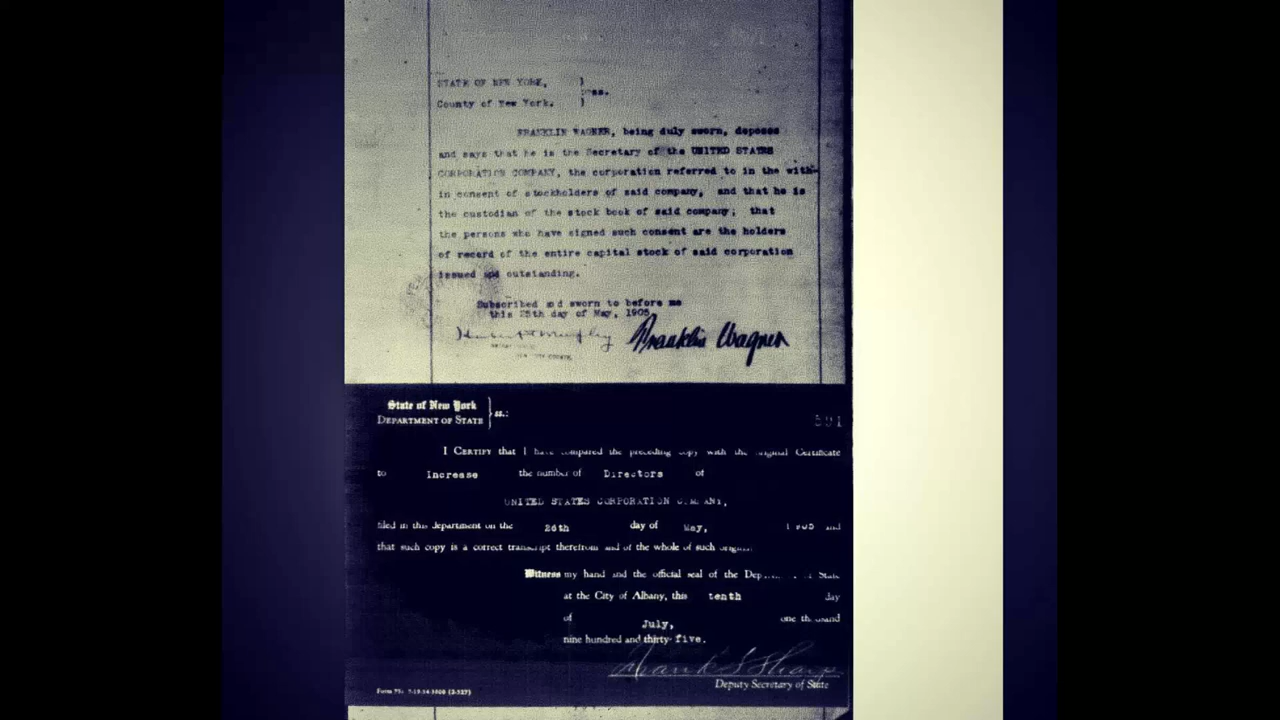 STATE OF NEW YORK, )
: ss.
County of New York. )
FRANKLIN WAGNER, being duly sworn, deposes
and says that he is the Secretary of the UNITED STATES
CORPORATION COMPANY, the corporation referred to in the with-
in consent of stockholders of said company, and that he is
the custodian of the stock book of said company; that
the persons who have signed such consent are the holders
of record of the entire capital stock of said corporation
issued and outstanding.
Subscribed and sworn to before me
this 25th day of May, 1905
Franklin Wagner
State of New York
DEPARTMENT OF STATE } ss.:
591
I CERTIFY that I have compared the preceding copy with the original Certificate
to Increase the number of Directors of
UNITED STATES CORPORATION COMPANY,
filed in this department on the 26th day of May, 1905 and
that such copy is a correct transcript therefrom and of the whole of such original.
Witness my hand and the official seal of the Department of State
at the City of Albany, this tenth day
of July, one thousand
nine hundred and thirty-five.
Frank S Sharp
Deputy Secretary of State